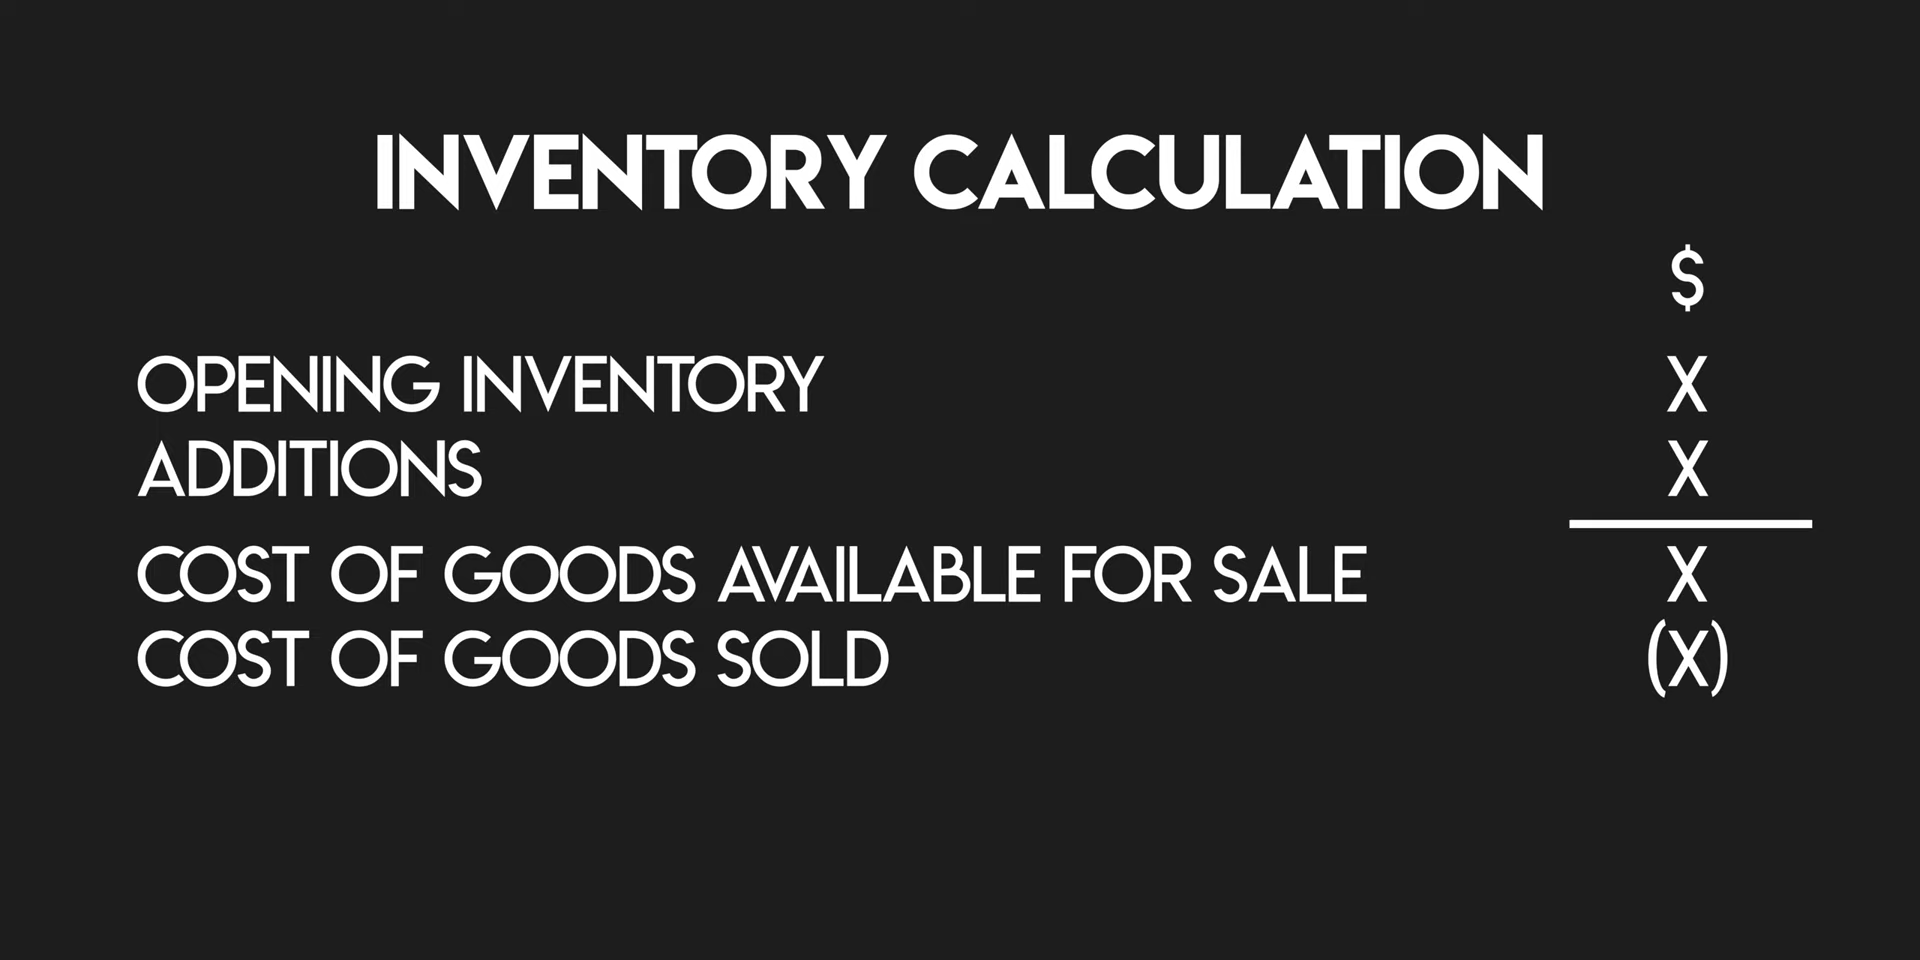 INVENTORY CALCULATION
$
OPENING INVENTORY X
ADDITIONS X
COST OF GOODS AVAILABLE FOR SALE X
COST OF GOODS SOLD (X)